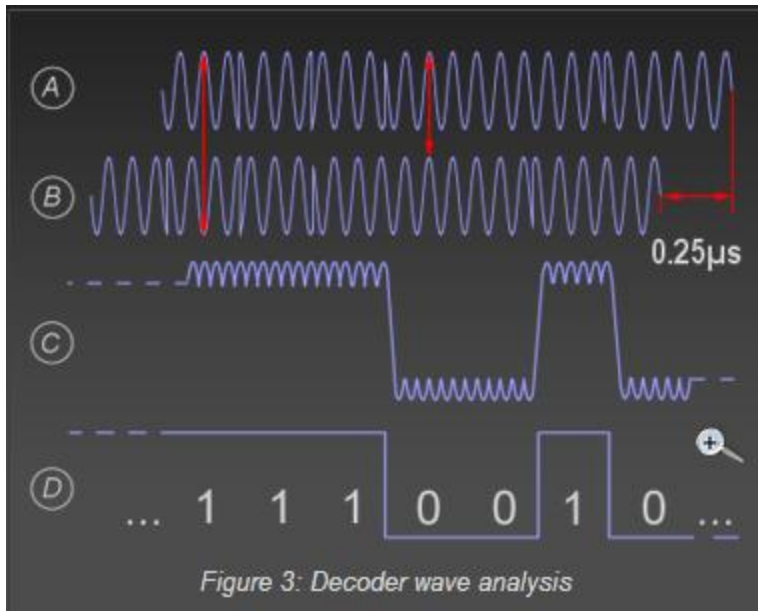 A
B
0.25µs
C
D
... 1 1 1 0 0 1 0 ...
Figure 3: Decoder wave analysis